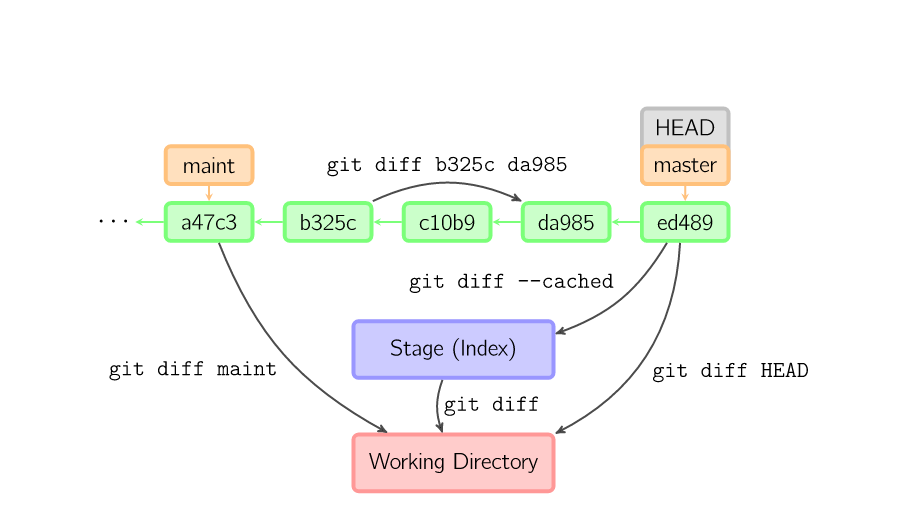 HEAD
maint
git diff b325c da985
master
...
a47c3
b325c
c10b9
da985
ed489
git diff --cached
Stage (Index)
git diff maint
git diff HEAD
git diff
Working Directory